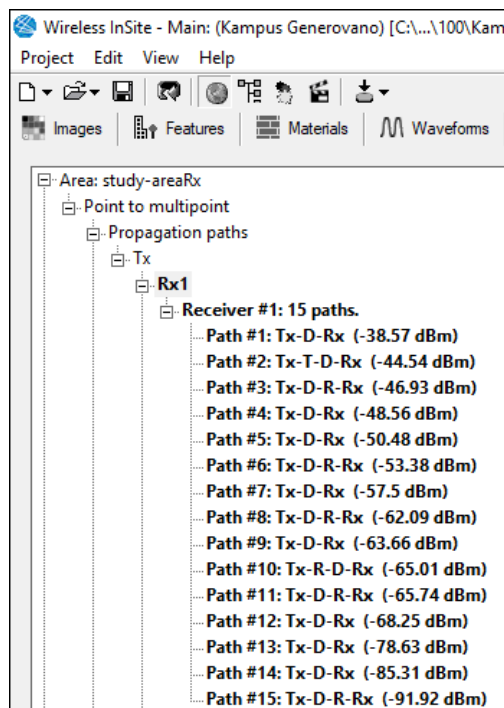 Wireless InSite - Main: (Kampus Generovano) [C:\...\100\Kam
Project Edit View Help
Images Features Materials Waveforms
Area: study-areaRx
Point to multipoint
Propagation paths
Tx
Rx1
Receiver #1: 15 paths.
Path #1: Tx-D-Rx (-38.57 dBm)
Path #2: Tx-T-D-Rx (-44.54 dBm)
Path #3: Tx-D-R-Rx (-46.93 dBm)
Path #4: Tx-D-Rx (-48.56 dBm)
Path #5: Tx-D-Rx (-50.48 dBm)
Path #6: Tx-D-R-Rx (-53.38 dBm)
Path #7: Tx-D-Rx (-57.5 dBm)
Path #8: Tx-D-R-Rx (-62.09 dBm)
Path #9: Tx-D-Rx (-63.66 dBm)
Path #10: Tx-R-D-Rx (-65.01 dBm)
Path #11: Tx-D-R-Rx (-65.74 dBm)
Path #12: Tx-D-Rx (-68.25 dBm)
Path #13: Tx-D-Rx (-78.63 dBm)
Path #14: Tx-D-Rx (-85.31 dBm)
Path #15: Tx-D-R-Rx (-91.92 dBm)